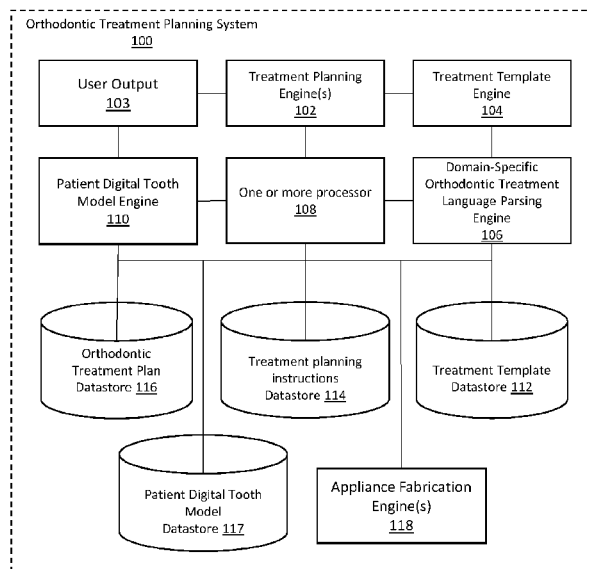 Orthodontic Treatment Planning System
100
User Output
103
Treatment Planning
Engine(s)
102
Treatment Template
Engine
104
Patient Digital Tooth
Model Engine
110
One or more processor
108
Domain-Specific
Orthodontic Treatment
Language Parsing
Engine
106
Orthodontic
Treatment Plan
Datastore 116
Treatment planning
instructions
Datastore 114
Treatment Template
Datastore 112
Patient Digital Tooth
Model
Datastore 117
Appliance Fabrication
Engine(s)
118